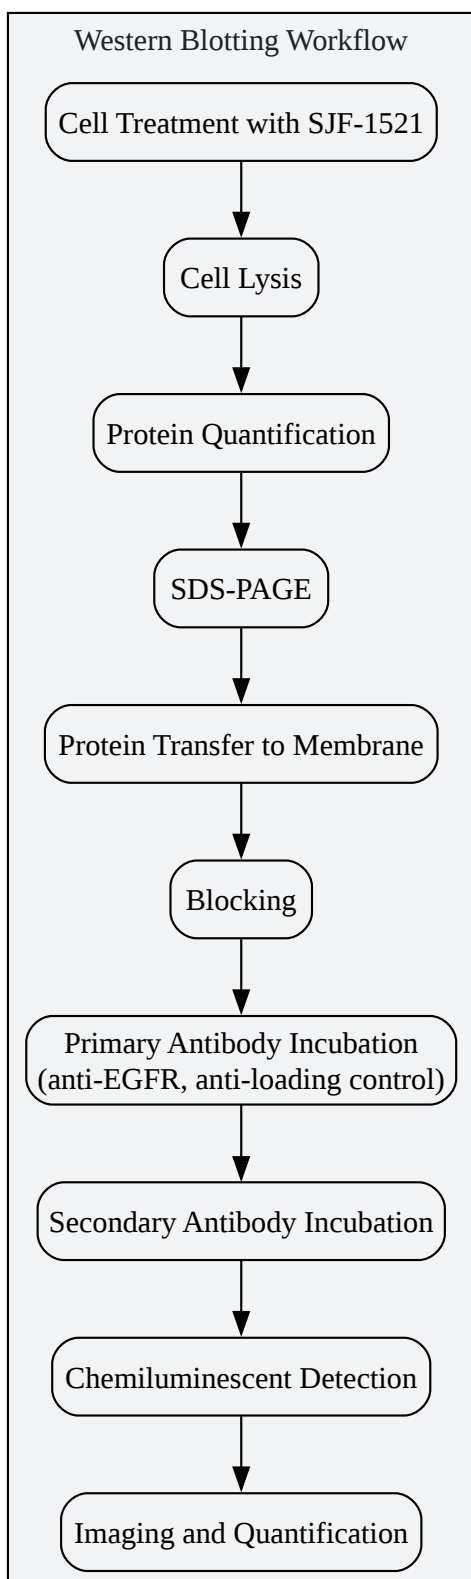 Western Blotting Workflow
Cell Treatment with SJF-1521
Cell Lysis
Protein Quantification
SDS-PAGE
Protein Transfer to Membrane
Blocking
Primary Antibody Incubation
(anti-EGFR, anti-loading control)
Secondary Antibody Incubation
Chemiluminescent Detection
Imaging and Quantification